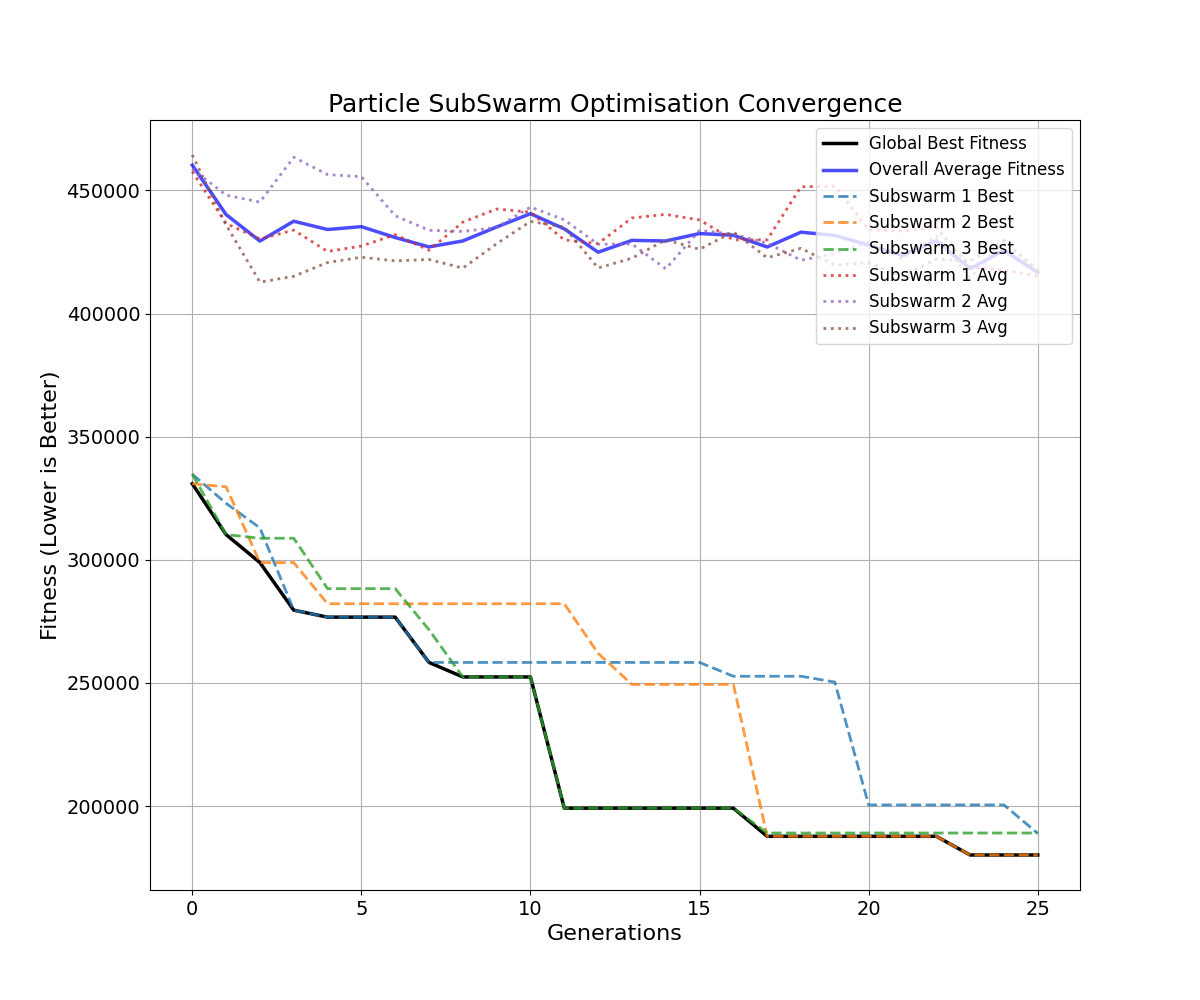 Particle SubSwarm Optimisation Convergence
Global Best Fitness
Overall Average Fitness
Subswarm 1 Best
Subswarm 2 Best
Subswarm 3 Best
Subswarm 1 Avg
Subswarm 2 Avg
Subswarm 3 Avg
Fitness (Lower is Better)
450000
400000
350000
300000
250000
200000
0 5 10 15 20 25
Generations